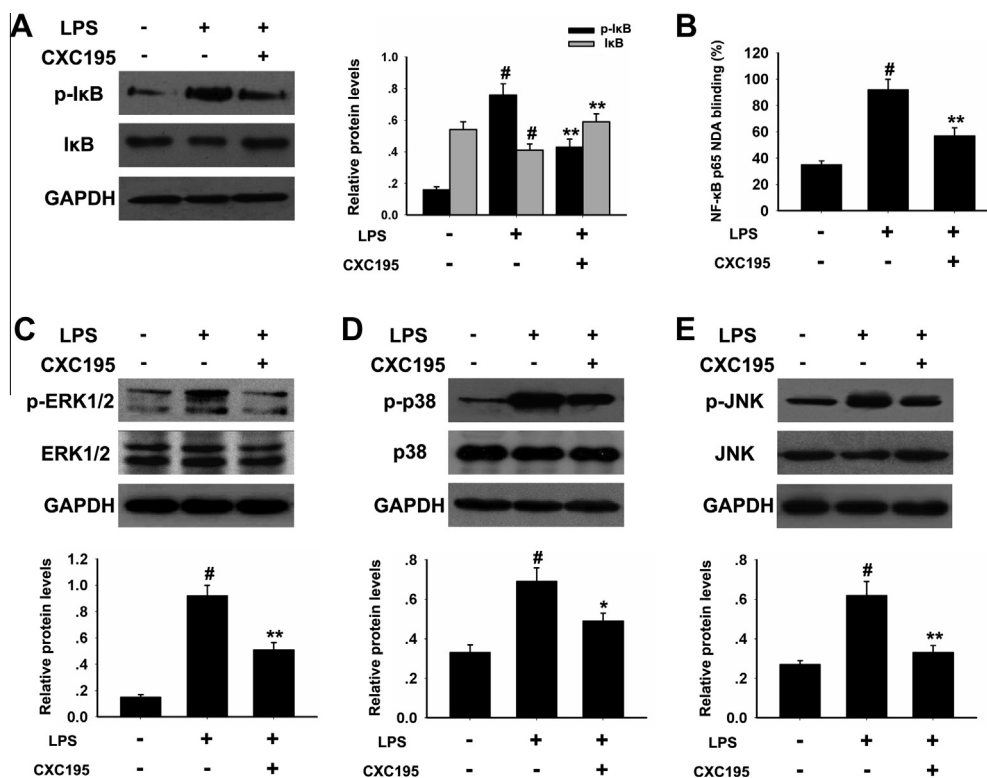 A
LPS - + +
CXC195 - - +
p-IκB
IκB
GAPDH
p-IκB
IκB
Relative protein levels
1.0
.8
.6
.4
.2
0.0
#
#
**
**
LPS - + +
CXC195 - - +
B
NF-κB p65 NDA blinding (%)
120
100
80
60
40
20
0
#
**
LPS - + +
CXC195 - - +
C
LPS - + +
CXC195 - - +
p-ERK1/2
ERK1/2
GAPDH
Relative protein levels
1.2
1.0
.8
.6
.4
.2
0.0
#
**
LPS - + +
CXC195 - - +
D
LPS - + +
CXC195 - - +
p-p38
p38
GAPDH
Relative protein levels
.8
.6
.4
.2
0.0
#
*
LPS - + +
CXC195 - - +
E
LPS - + +
CXC195 - - +
p-JNK
JNK
GAPDH
Relative protein levels
.8
.6
.4
.2
0.0
#
**
LPS - + +
CXC195 - - +